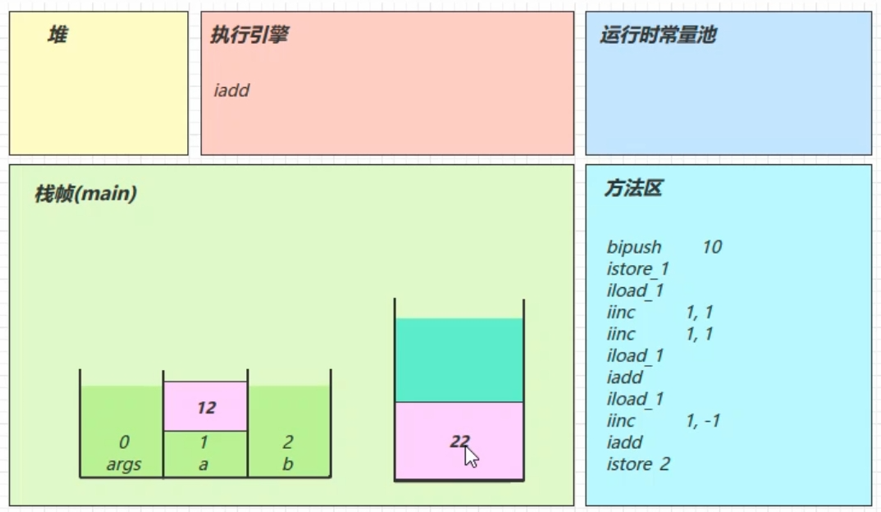 堆
执行引擎
iadd
运行时常量池
栈帧(main)
12
0 1 2
args a b
22
方法区
bipush 10
istore_1
iload_1
iinc 1, 1
iinc 1, 1
iload_1
iadd
iload_1
iinc 1, -1
iadd
istore 2